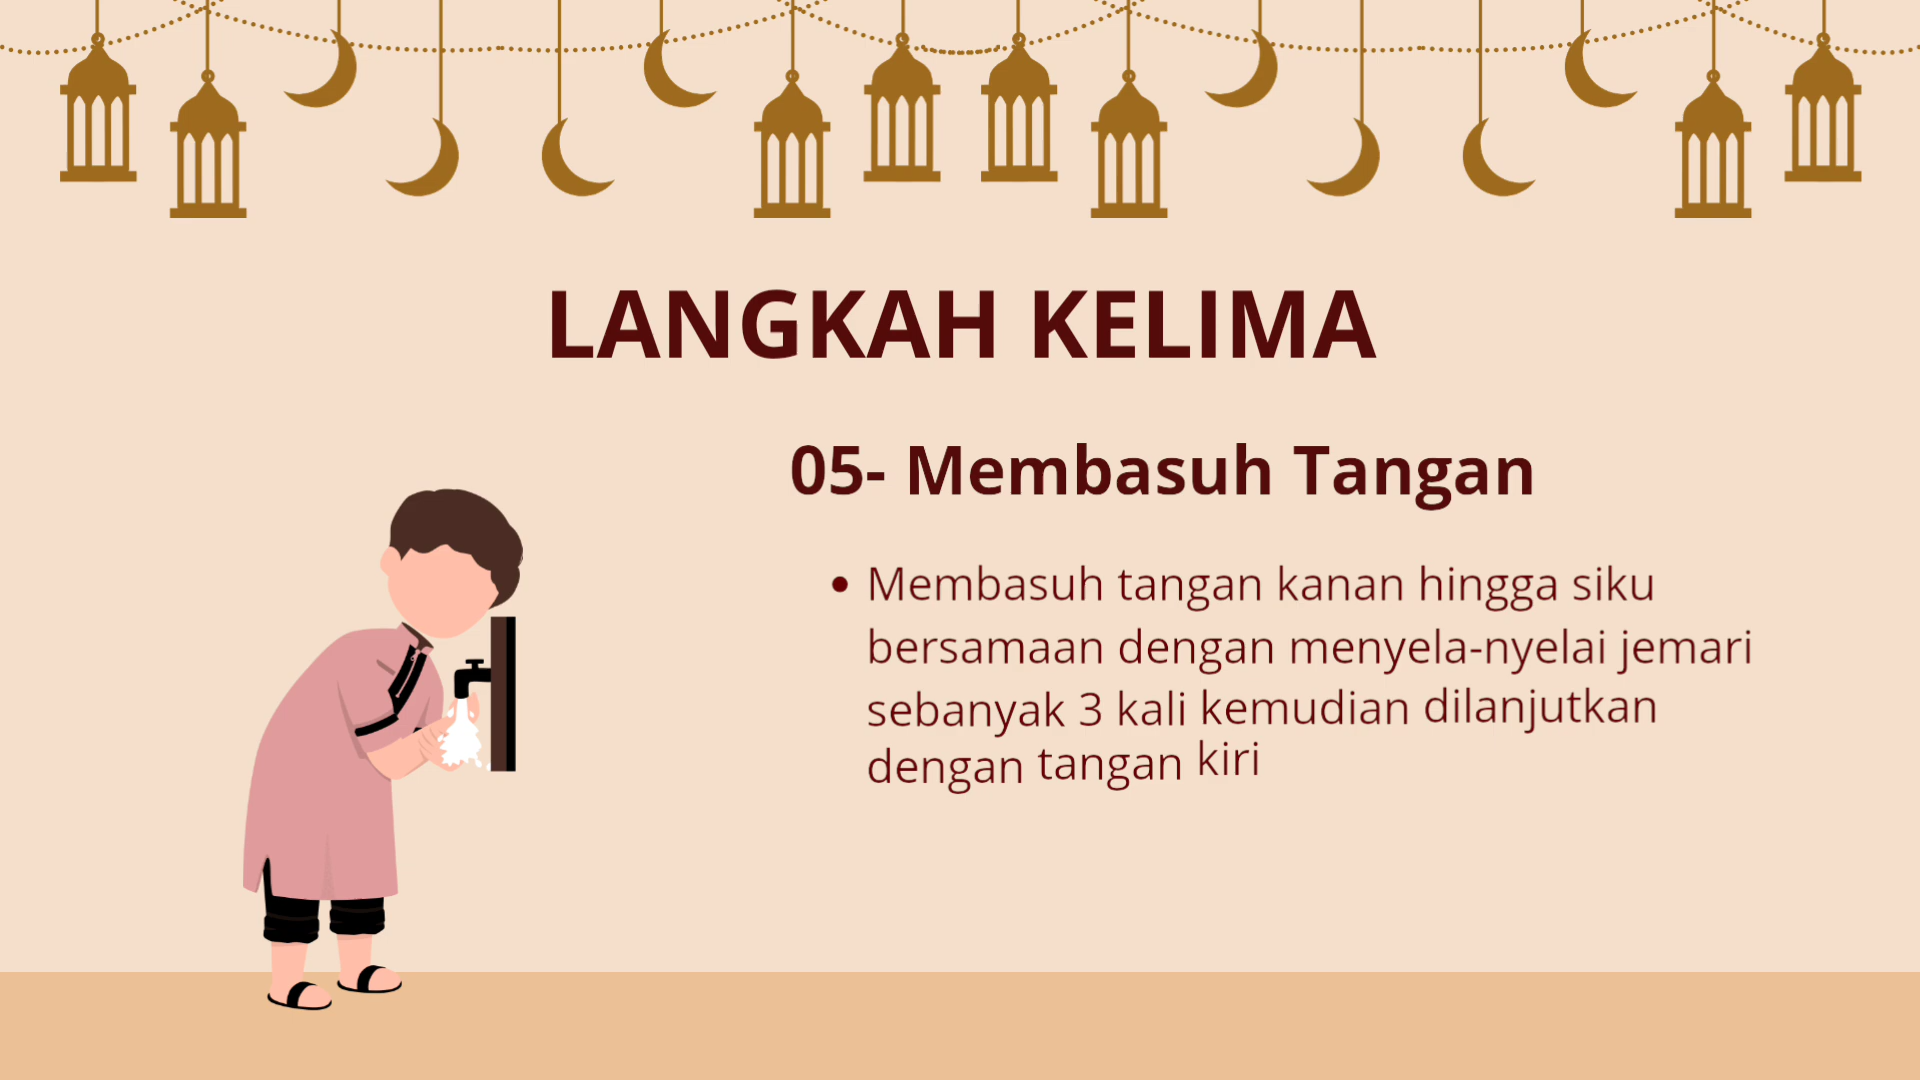 LANGKAH KELIMA
05- Membasuh Tangan
• Membasuh tangan kanan hingga siku
bersamaan dengan menyela-nyelai jemari
sebanyak 3 kali kemudian dilanjutkan
dengan tangan kiri